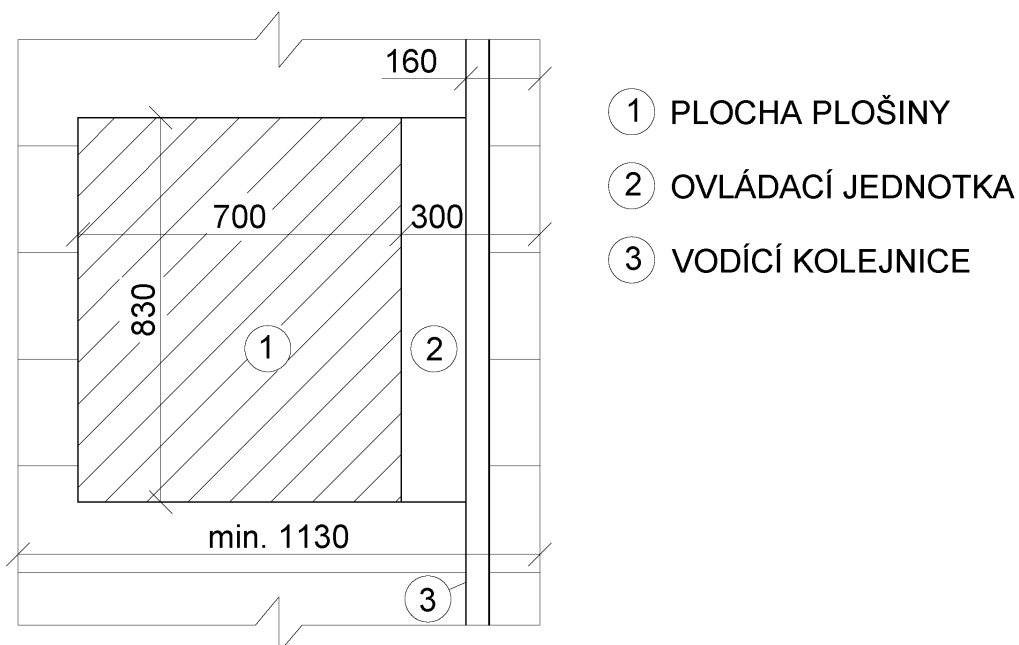 160
700
300
830
1
2
min. 1130
3
1 PLOCHA PLOŠINY
2 OVLÁDACÍ JEDNOTKA
3 VODÍCÍ KOLEJNICE